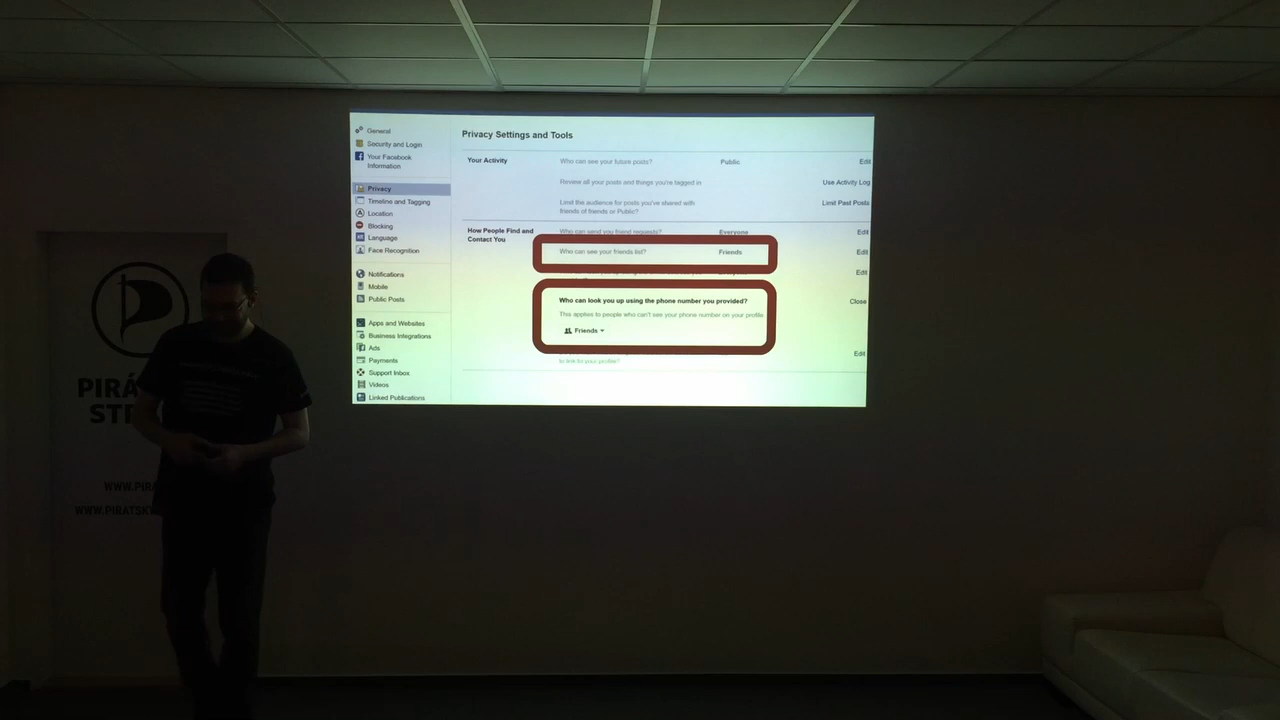 General
Security and Login
Your Facebook
Information
Privacy
Timeline and Tagging
Location
Blocking
Language
Face Recognition
Notifications
Mobile
Public Posts
Apps and Websites
Business Integrations
Ads
Payments
Support Inbox
Videos
Linked Publications
Privacy Settings and Tools
Your Activity
Who can see your future posts? Public Edit
Review all your posts and things you're tagged in Use Activity Log
Limit the audience for posts you've shared with
friends of friends or Public? Limit Past Posts
How People Find and
Contact You
Who can send you friend requests? Everyone Edit
Who can see your friends list? Friends Edit
Edit
Who can look you up using the phone number you provided? Close
This applies to people who can't see your phone number on your profile
Friends
Edit
to link to your profile?
PIRÁ
ST
WWW.PIRA
WWW.PIRATSK